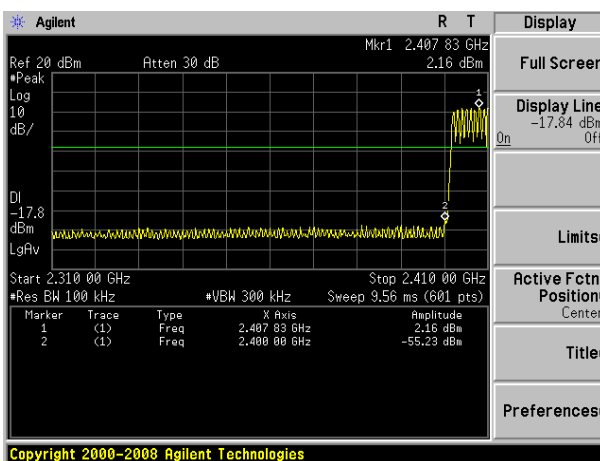 Agilent R T Display
Mkr1 2.407 83 GHz
Ref 20 dBm Atten 30 dB 2.16 dBm
#Peak
Log
10
dB/
DI
-17.8
dBm
LgAv
1
2
Start 2.310 00 GHz Stop 2.410 00 GHz
#Res BW 100 kHz #VBW 300 kHz Sweep 9.56 ms (601 pts)
Marker Trace Type X Axis Amplitude
1 (1) Freq 2.407 83 GHz 2.16 dBm
2 (1) Freq 2.400 00 GHz -55.23 dBm
Full Screen
Display Line
-17.84 dBm
On Off
Limits
Active Fctn
Position
Center
Title
Preferences
Copyright 2000-2008 Agilent Technologies